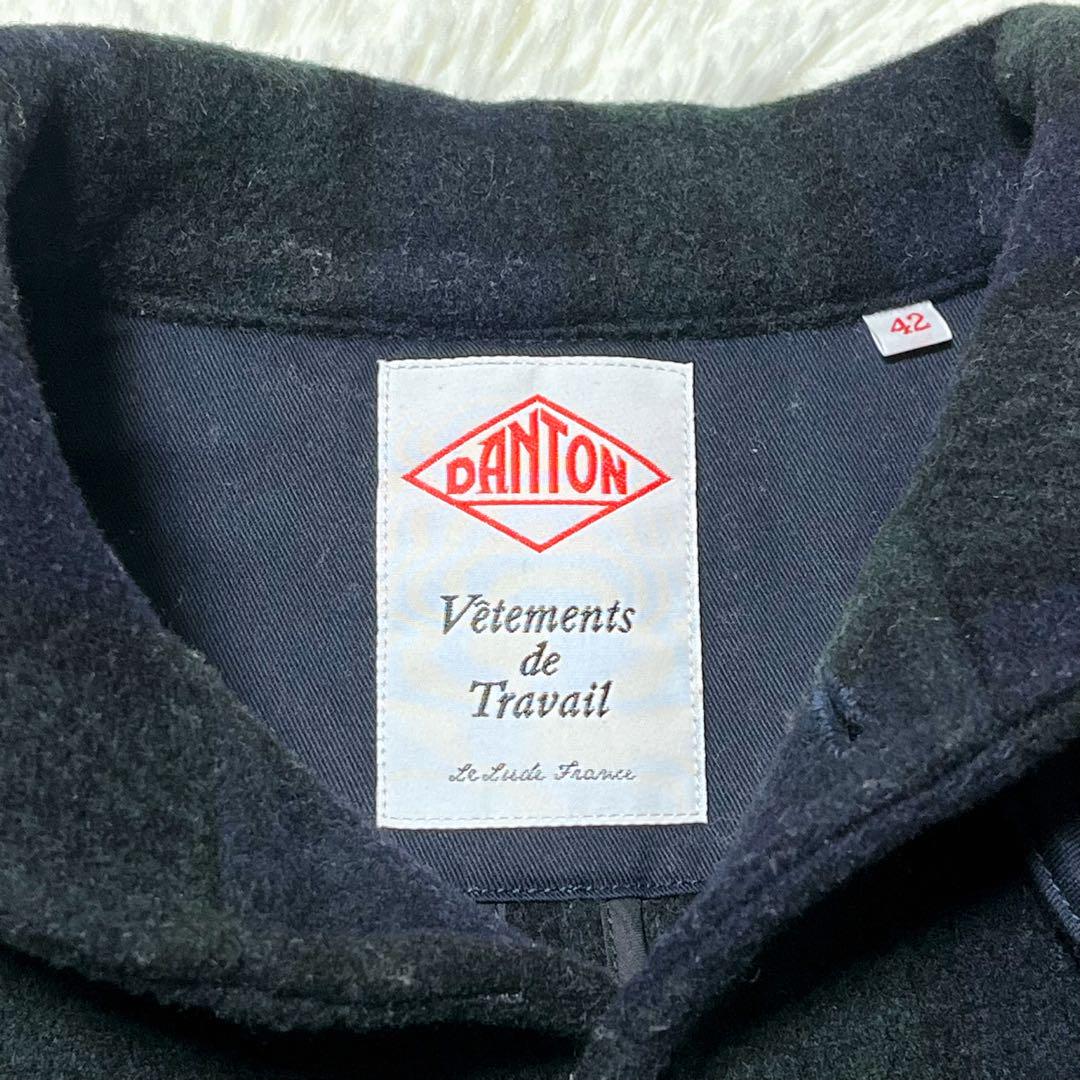 42
DANTON
Vêtements
de
Travail
Le Lude France